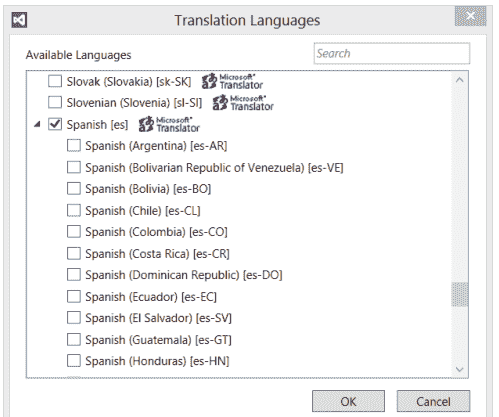 Translation Languages
Available Languages
Search
Slovak (Slovakia) [sk-SK] Microsoft® Translator
Slovenian (Slovenia) [sl-SI] Microsoft® Translator
Spanish [es] Microsoft® Translator
Spanish (Argentina) [es-AR]
Spanish (Bolivarian Republic of Venezuela) [es-VE]
Spanish (Bolivia) [es-BO]
Spanish (Chile) [es-CL]
Spanish (Colombia) [es-CO]
Spanish (Costa Rica) [es-CR]
Spanish (Dominican Republic) [es-DO]
Spanish (Ecuador) [es-EC]
Spanish (El Salvador) [es-SV]
Spanish (Guatemala) [es-GT]
Spanish (Honduras) [es-HN]
OK Cancel